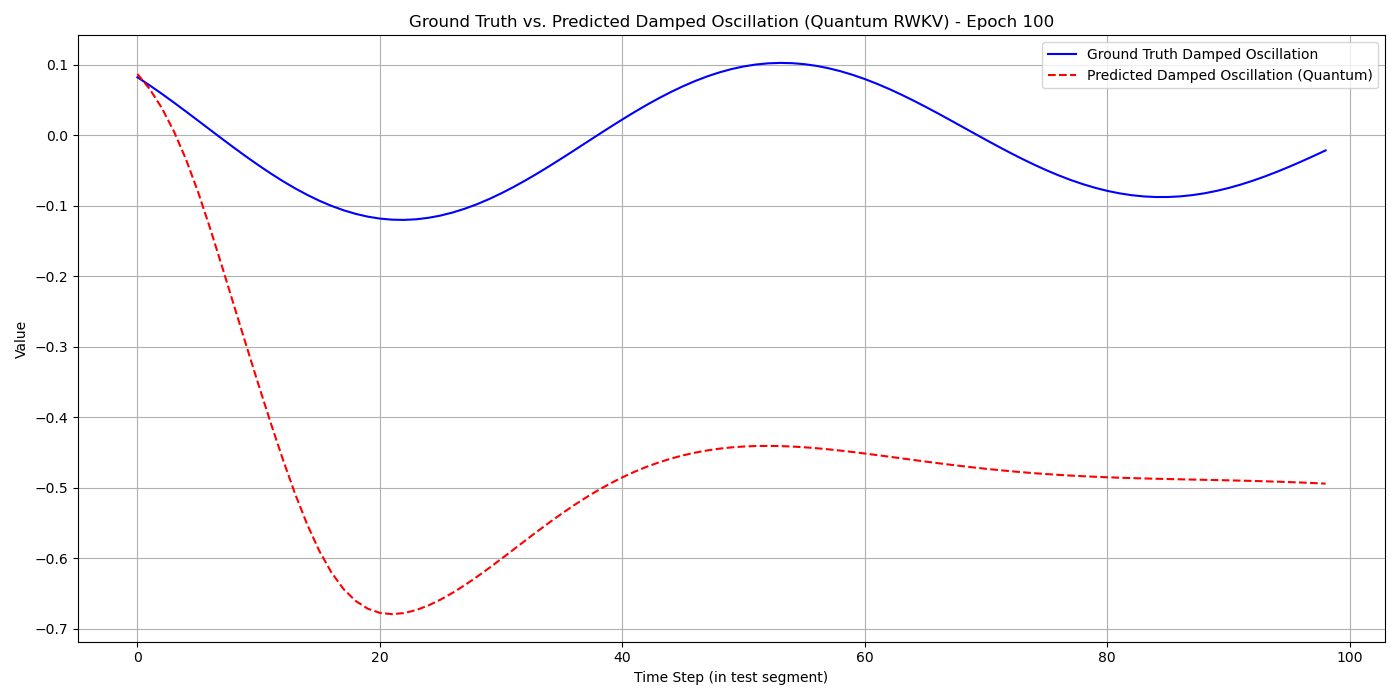 Ground Truth vs. Predicted Damped Oscillation (Quantum RWKV) - Epoch 100
Ground Truth Damped Oscillation
Predicted Damped Oscillation (Quantum)
Value
0.1
0.0
−0.1
−0.2
−0.3
−0.4
−0.5
−0.6
−0.7
0 20 40 60 80 100
Time Step (in test segment)